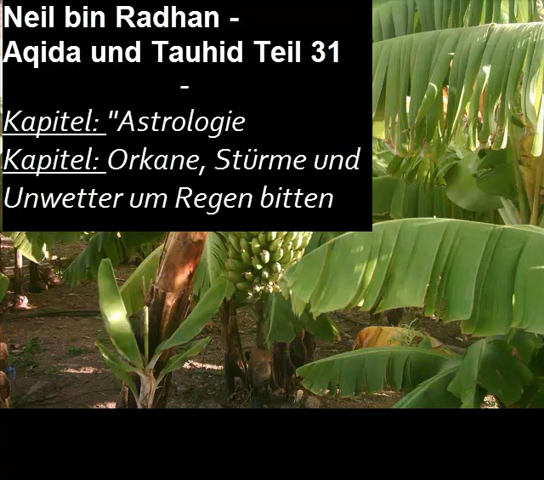 Neil bin Radhan -
Aqida und Tauhid Teil 31
-
Kapitel: "Astrologie
Kapitel: Orkane, Stürme und
Unwetter um Regen bitten